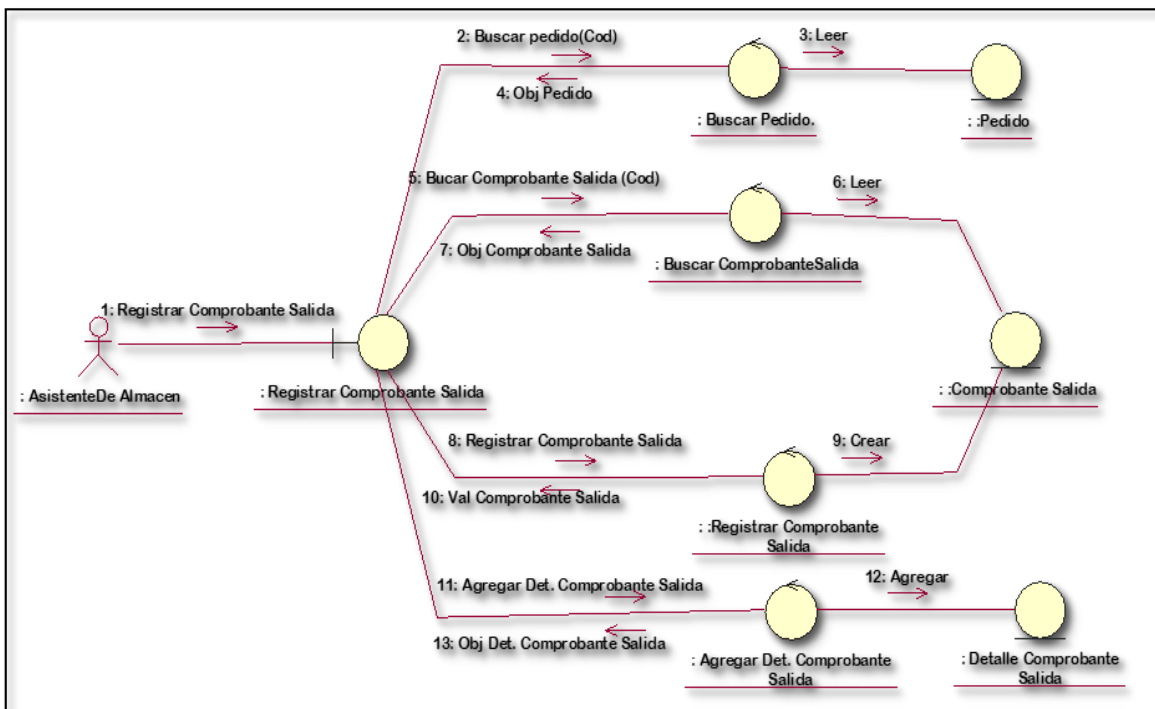 2: Buscar pedido(Cod)
3: Leer
4: Obj Pedido
: Buscar Pedido.
: :Pedido
5: Bucar Comprobante Salida (Cod)
6: Leer
7: Obj Comprobante Salida
: Buscar ComprobanteSalida
1: Registrar Comprobante Salida
: AsistenteDe Almacen
: Registrar Comprobante Salida
: :Comprobante Salida
8: Registrar Comprobante Salida
9: Crear
10: Val Comprobante Salida
: :Registrar Comprobante
Salida
11: Agregar Det. Comprobante Salida
12: Agregar
13: Obj Det. Comprobante Salida
: Agregar Det. Comprobante
Salida
: Detalle Comprobante
Salida